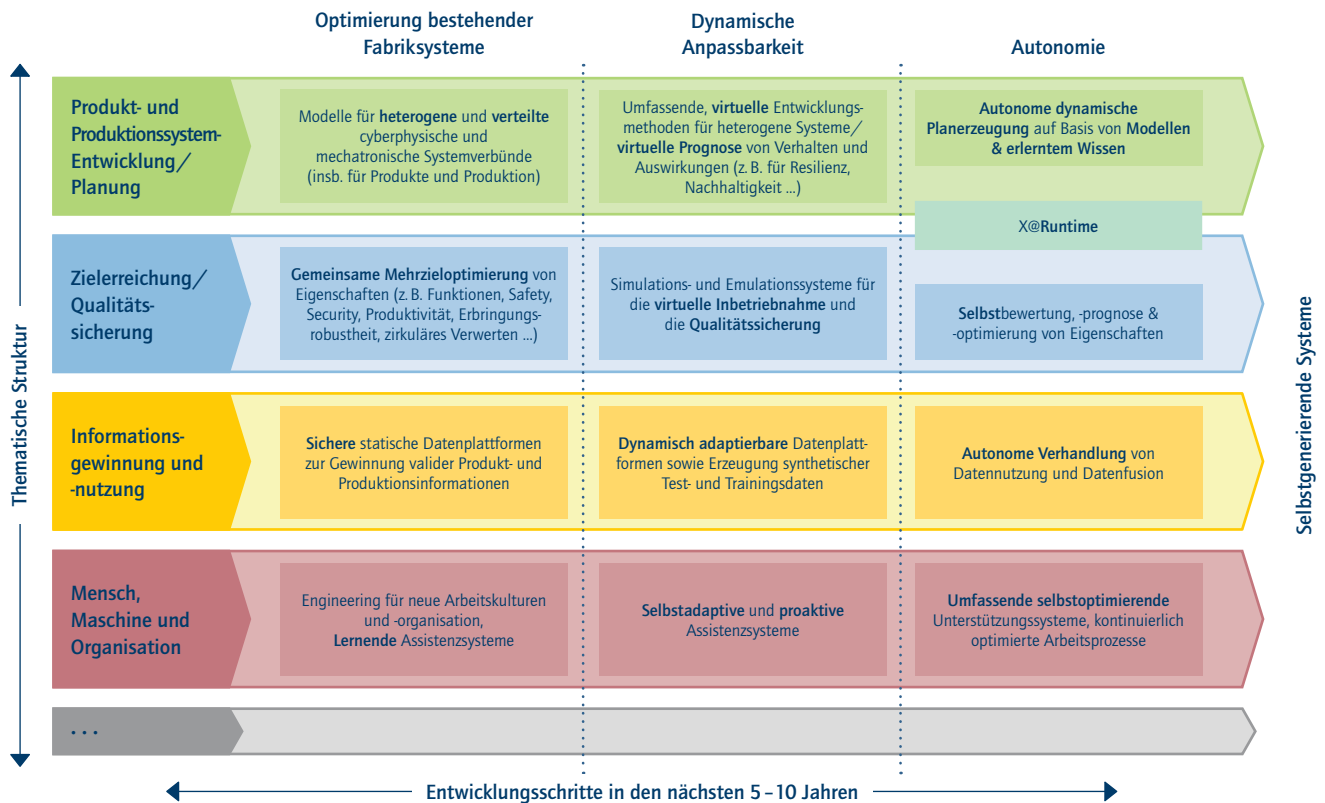 Optimierung bestehender
Fabriksysteme
Dynamische
Anpassbarkeit
Autonomie
Thematische Struktur
Produkt- und
Produktionssystem-
Entwicklung/
Planung
Modelle für heterogene und verteilte
cyberphysische und
mechatronische Systemverbünde
(insb. für Produkte und Produktion)
Umfassende, virtuelle Entwicklungs-
methoden für heterogene Systeme/
virtuelle Prognose von Verhalten und
Auswirkungen (z. B. für Resilienz,
Nachhaltigkeit ...)
Autonome dynamische
Planerzeugung auf Basis von Modellen
& erlerntem Wissen
X@Runtime
Zielerreichung/
Qualitäts-
sicherung
Gemeinsame Mehrzieloptimierung von
Eigenschaften (z. B. Funktionen, Safety,
Security, Produktivität, Erbringungs-
robustheit, zirkuläres Verwerten ...)
Simulations- und Emulationssysteme für
die virtuelle Inbetriebnahme und
die Qualitätssicherung
Selbstbewertung, -prognose &
-optimierung von Eigenschaften
Informations-
gewinnung und
-nutzung
Sichere statische Datenplattformen
zur Gewinnung valider Produkt- und
Produktionsinformationen
Dynamisch adaptierbare Datenplatt-
formen sowie Erzeugung synthetischer
Test- und Trainingsdaten
Autonome Verhandlung von
Datennutzung und Datenfusion
Mensch,
Maschine und
Organisation
Engineering für neue Arbeitskulturen
und -organisation,
Lernende Assistenzsysteme
Selbstadaptive und proaktive
Assistenzsysteme
Umfassende selbstoptimierende
Unterstützungssysteme, kontinuierlich
optimierte Arbeitsprozesse
...
Selbstgenerierende Systeme
Entwicklungsschritte in den nächsten 5 – 10 Jahren